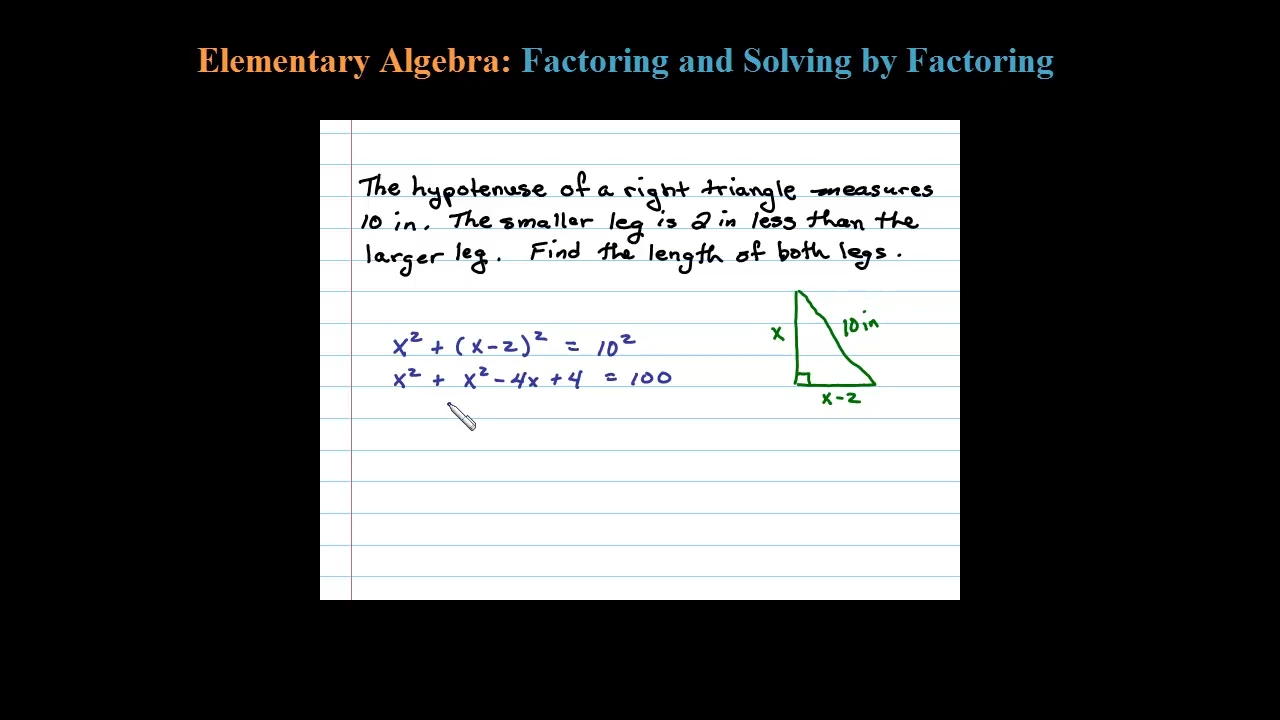 Elementary Algebra: Factoring and Solving by Factoring
The hypotenuse of a right triangle measures
10 in. The smaller leg is 2 in less than the
larger leg. Find the length of both legs.
x² + (x-2)² = 10²
x² + x² - 4x + 4 = 100
x
10 in
x-2